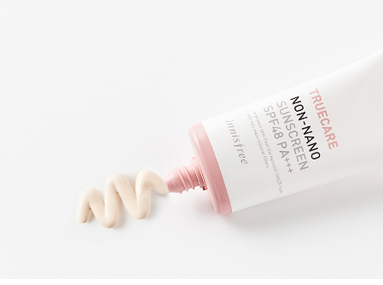 TRUECARE
NON-NANO
SUNSCREEN
SPF48 PA+++
innisfree